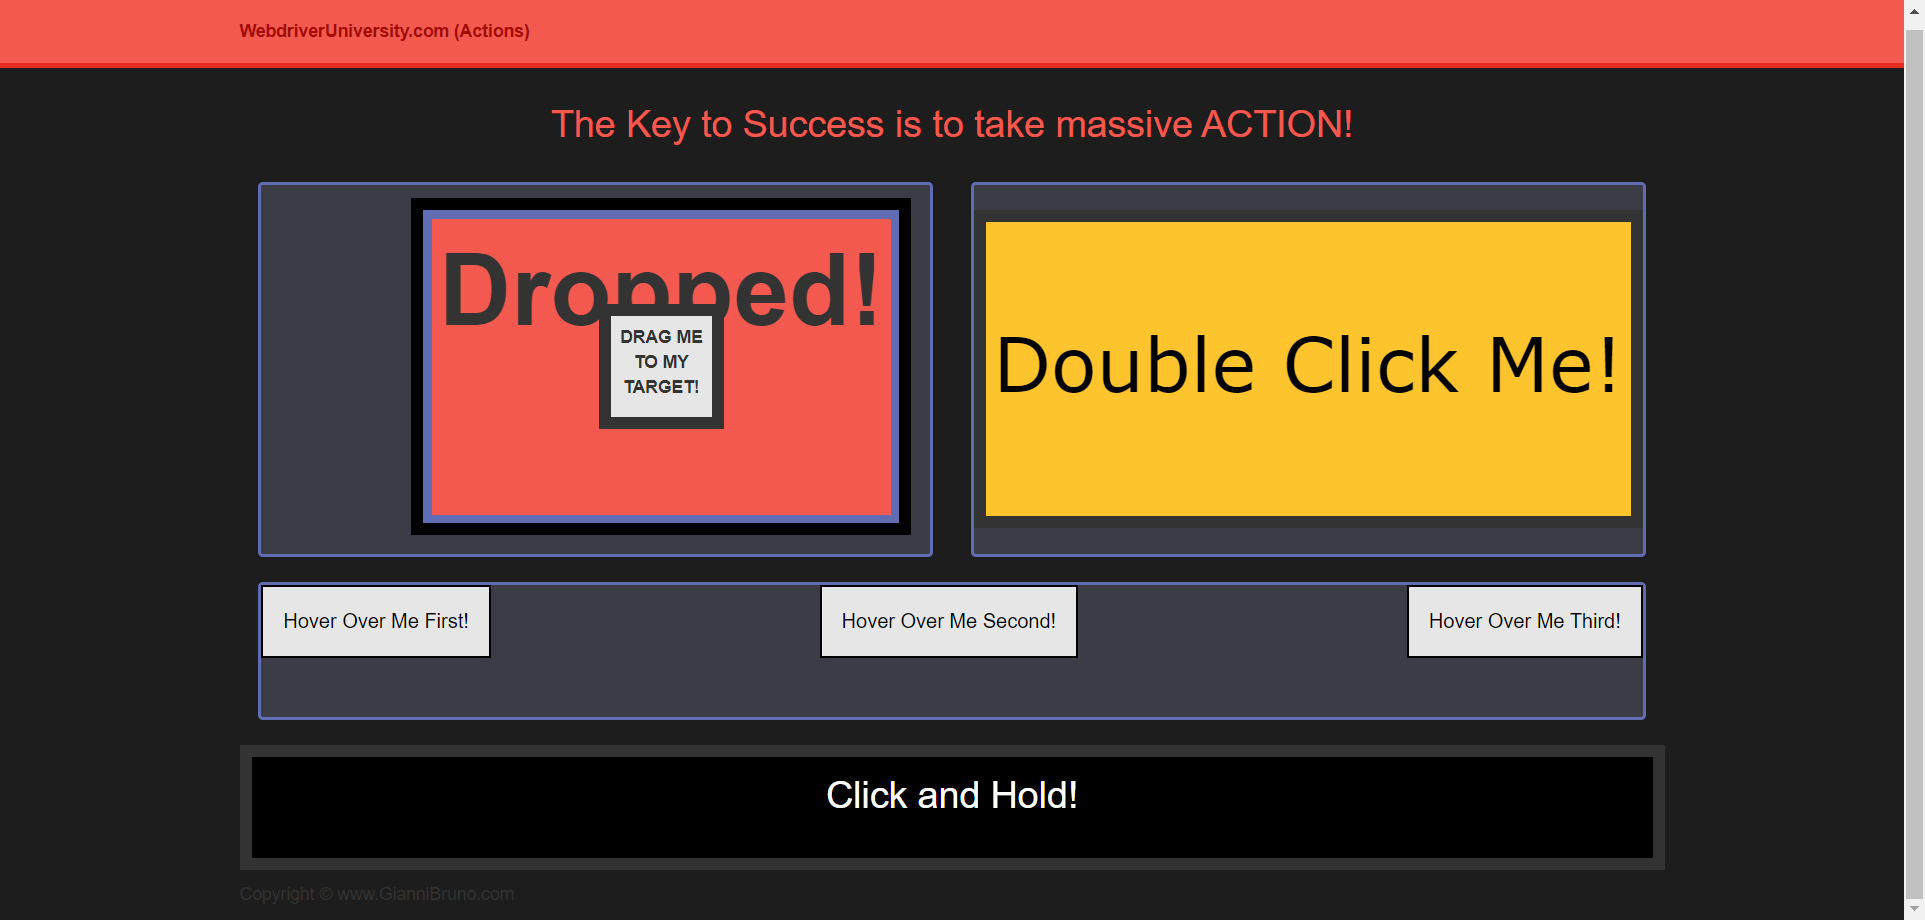 WebdriverUniversity.com (Actions)
The Key to Success is to take massive ACTION!
Dropped!
DRAG ME
TO MY
TARGET!
Double Click Me!
Hover Over Me First!
Hover Over Me Second!
Hover Over Me Third!
Click and Hold!
Copyright © www.GianniBruno.com